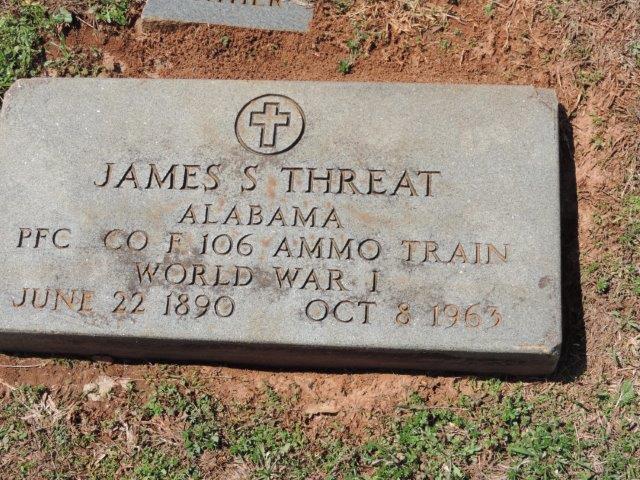 JAMES S THREAT
ALABAMA
PFC CO F 106 AMMO TRAIN
WORLD WAR I
JUNE 22 1890 OCT 8 1963